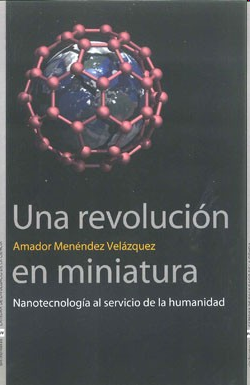 Una revolución
Amador Menéndez Velázquez
en miniatura
Nanotecnología al servicio de la humanidad